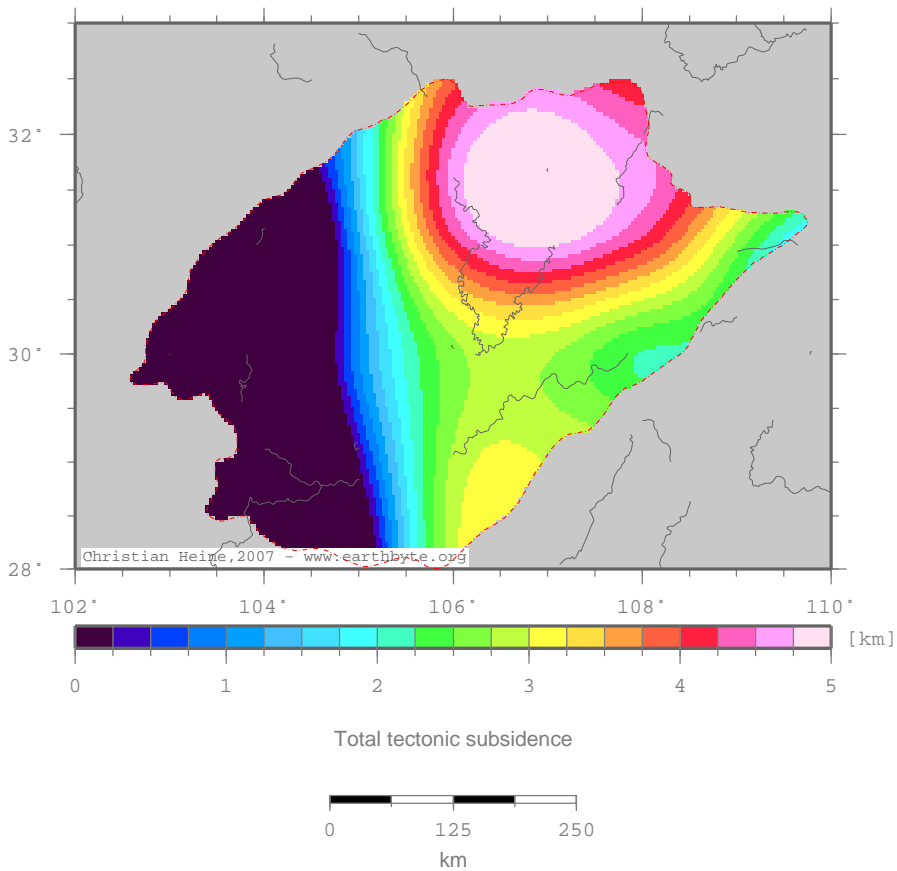 32°
30°
28°
Christian Heine,2007 - www.earthbyte.org
102° 104° 106° 108° 110°
[km]
0 1 2 3 4 5
Total tectonic subsidence
0 125 250
km